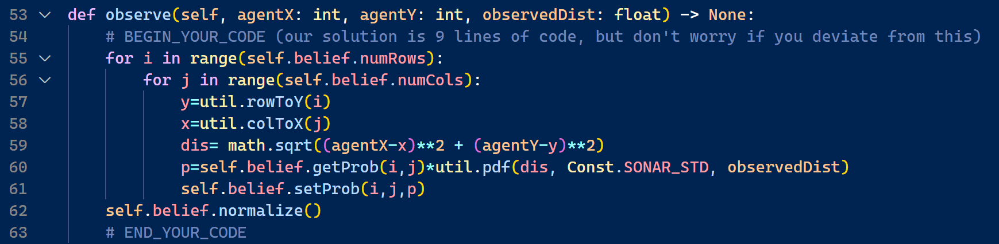 53 def observe(self, agentX: int, agentY: int, observedDist: float) -> None:
54 # BEGIN_YOUR_CODE (our solution is 9 lines of code, but don't worry if you deviate from this)
55 for i in range(self.belief.numRows):
56 for j in range(self.belief.numCols):
57 y=util.rowToY(i)
58 x=util.colToX(j)
59 dis= math.sqrt((agentX-x)**2 + (agentY-y)**2)
60 p=self.belief.getProb(i,j)*util.pdf(dis, Const.SONAR_STD, observedDist)
61 self.belief.setProb(i,j,p)
62 self.belief.normalize()
63 # END_YOUR_CODE